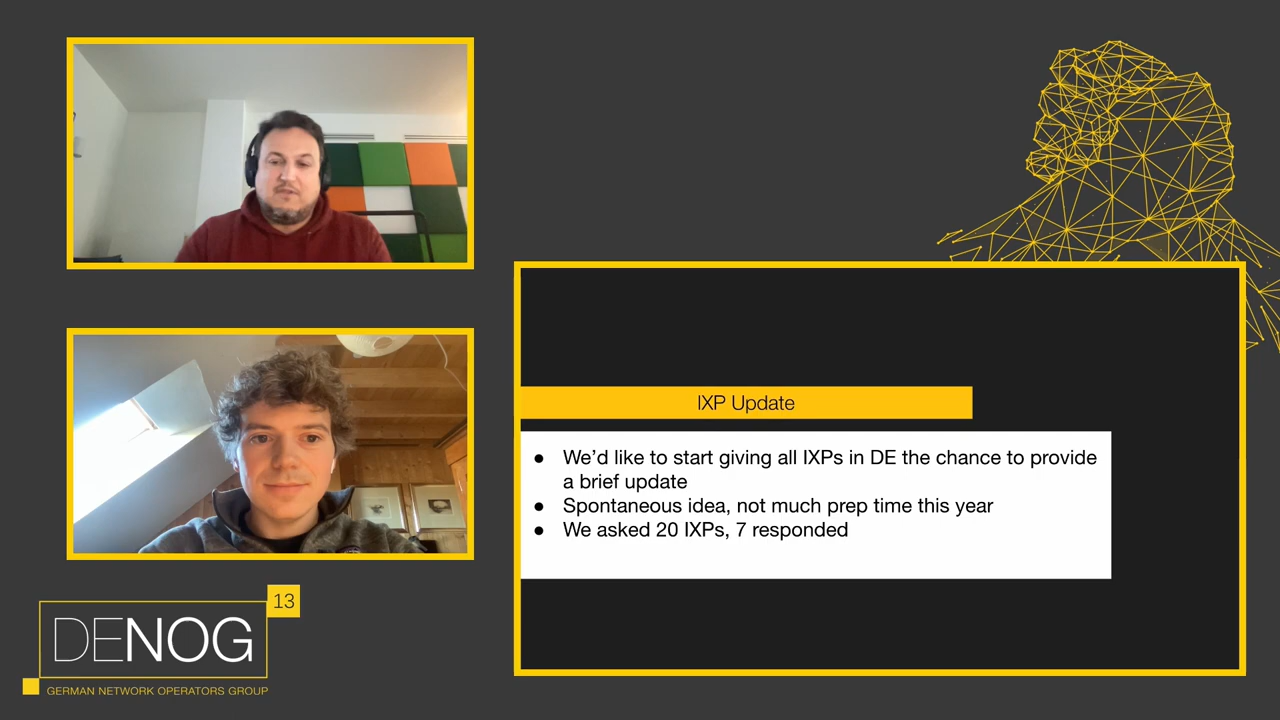 IXP Update
● We'd like to start giving all IXPs in DE the chance to provide
a brief update
● Spontaneous idea, not much prep time this year
● We asked 20 IXPs, 7 responded
13
DENOG
GERMAN NETWORK OPERATORS GROUP